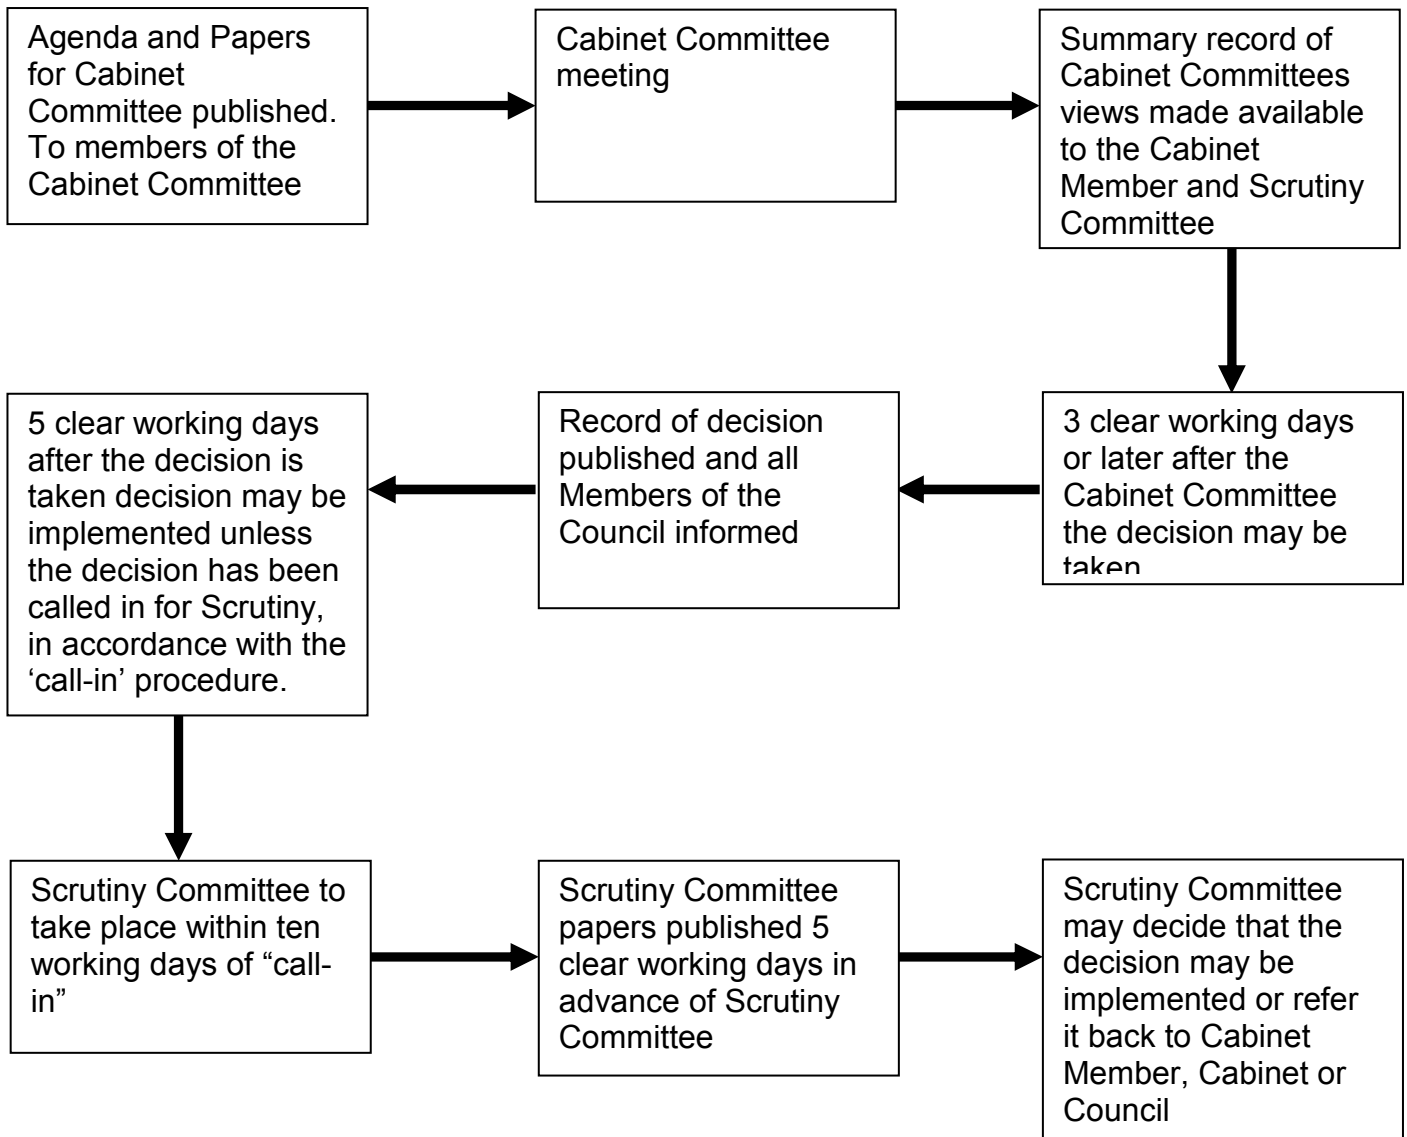 Agenda and Papers
for Cabinet
Committee published.
To members of the
Cabinet Committee
Cabinet Committee
meeting
Summary record of
Cabinet Committees
views made available
to the Cabinet
Member and Scrutiny
Committee
3 clear working days
or later after the
Cabinet Committee
the decision may be
taken
Record of decision
published and all
Members of the
Council informed
5 clear working days
after the decision is
taken decision may be
implemented unless
the decision has been
called in for Scrutiny,
in accordance with the
‘call-in’ procedure.
Scrutiny Committee to
take place within ten
working days of “call-
in”
Scrutiny Committee
papers published 5
clear working days in
advance of Scrutiny
Committee
Scrutiny Committee
may decide that the
decision may be
implemented or refer
it back to Cabinet
Member, Cabinet or
Council